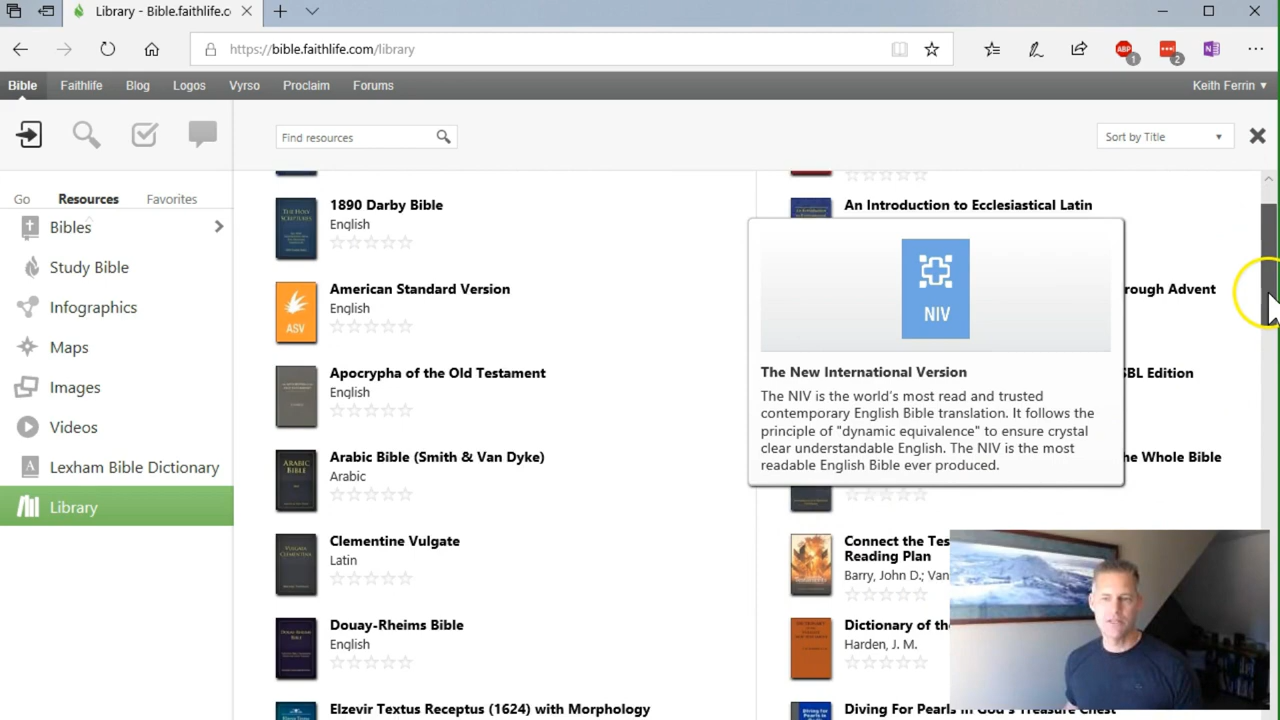 Library - Bible.faithlife.co
https://bible.faithlife.com/library
ABP
1
2
N
Bible
Faithlife
Blog
Logos
Vyrso
Proclaim
Forums
Keith Ferrin
Find resources
Sort by Title
Go
Resources
Favorites
Bibles
Study Bible
Infographics
Maps
Images
Videos
Lexham Bible Dictionary
Library
1890 Darby Bible
English
American Standard Version
English
ASV
Apocrypha of the Old Testament
English
Arabic Bible (Smith & Van Dyke)
Arabic
Clementine Vulgate
Latin
Douay-Rheims Bible
English
Elzevir Textus Receptus (1624) with Morphology
An Introduction to Ecclesiastical Latin
rough Advent
SBL Edition
he Whole Bible
NIV
The New International Version
The NIV is the world's most read and trusted
contemporary English Bible translation. It follows the
principle of "dynamic equivalence" to ensure crystal
clear understandable English. The NIV is the most
readable English Bible ever produced.
Connect the Tes
Reading Plan
Barry, John D.; Van
Dictionary of the
Harden, J. M.
Diving For Pearls in God's Treasure Chest